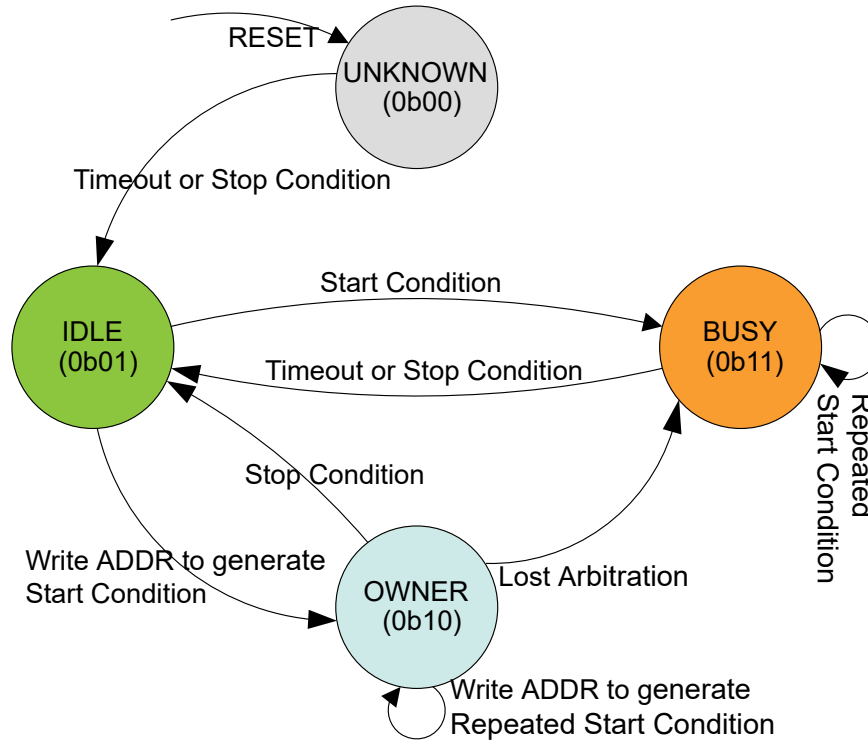 RESET
UNKNOWN
(0b00)
Timeout or Stop Condition
Start Condition
IDLE
(0b01)
BUSY
(0b11)
Timeout or Stop Condition
Repeated
Start Condition
Stop Condition
Write ADDR to generate
Start Condition
Lost Arbitration
OWNER
(0b10)
Write ADDR to generate
Repeated Start Condition